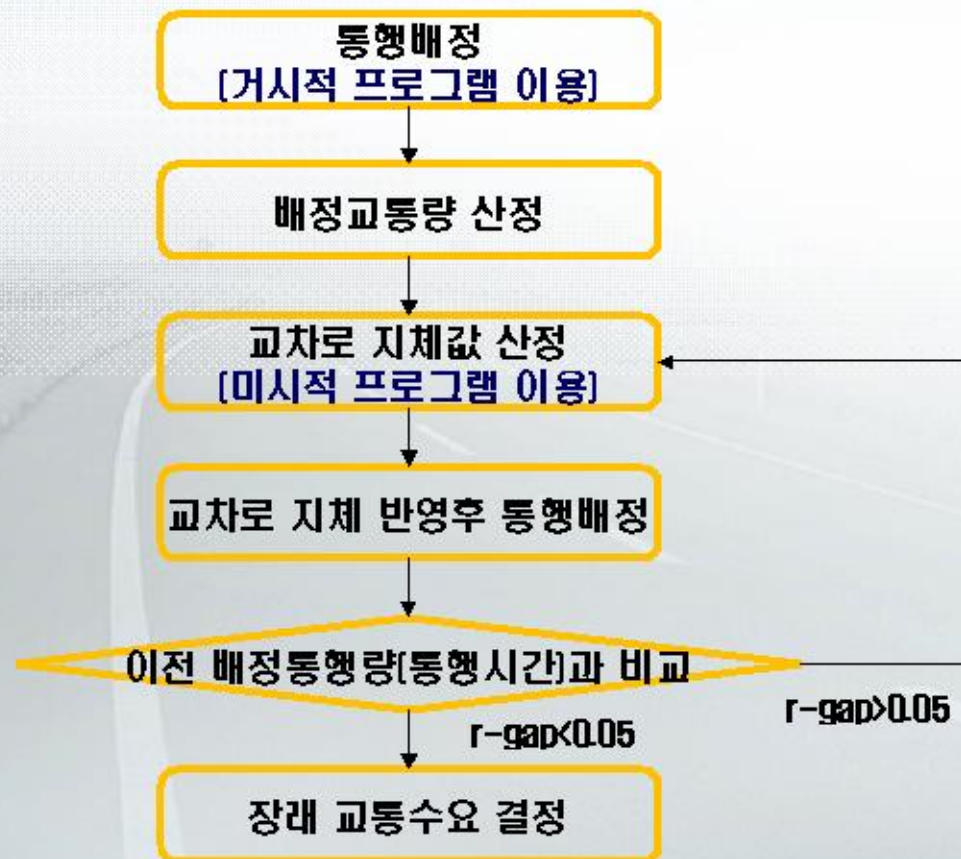 통행배정
(거시적 프로그램 이용)
배정교통량 산정
교차로 지체값 산정
(미시적 프로그램 이용)
교차로 지체 반영후 통행배정
이전 배정통행량(통행시간)과 비교
r-gap>0.05
r-gap<0.05
장래 교통수요 결정